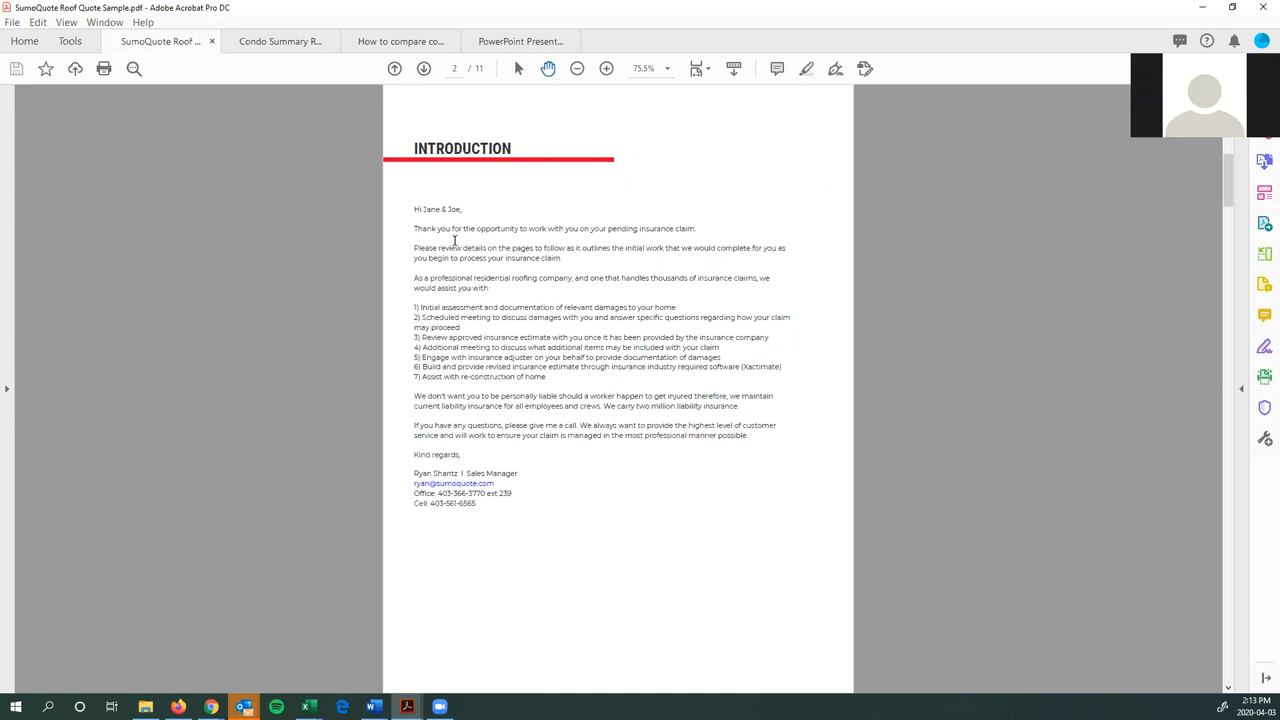 SumoQuote Roof Quote Sample.pdf - Adobe Acrobat Pro DC
File Edit View Window Help
Home Tools SumoQuote Roof ... × Condo Summary R... How to compare co... PowerPoint Present...
2 / 11 75.5%
INTRODUCTION
Hi Jane & Joe,
Thank you for the opportunity to work with you on your pending insurance claim.
Please review details on the pages to follow as it outlines the initial work that we would complete for you as
you begin to process your insurance claim.
As a professional residential roofing company, and one that handles thousands of insurance claims, we
would assist you with:
1) Initial assessment and documentation of relevant damages to your home
2) Scheduled meeting to discuss damages with you and answer specific questions regarding how your claim
may proceed
3) Review approved insurance estimate with you once it has been provided by the insurance company
4) Additional meeting to discuss what additional items may be included with your claim
5) Engage with insurance adjuster on your behalf to provide documentation of damages
6) Build and provide revised insurance estimate through insurance industry required software (Xactimate)
7) Assist with re-construction of home
We don't want you to be personally liable should a worker happen to get injured therefore, we maintain
current liability insurance for all employees and crews. We carry two million liability insurance.
If you have any questions, please give me a call. We always want to provide the highest level of customer
service and will work to ensure your claim is managed in the most professional manner possible.
Kind regards,
Ryan Shantz I Sales Manager
ryan@sumoquote.com
Office: 403-366-3770 ext 239
Cell: 403-561-6565
2:13 PM
2020-04-03